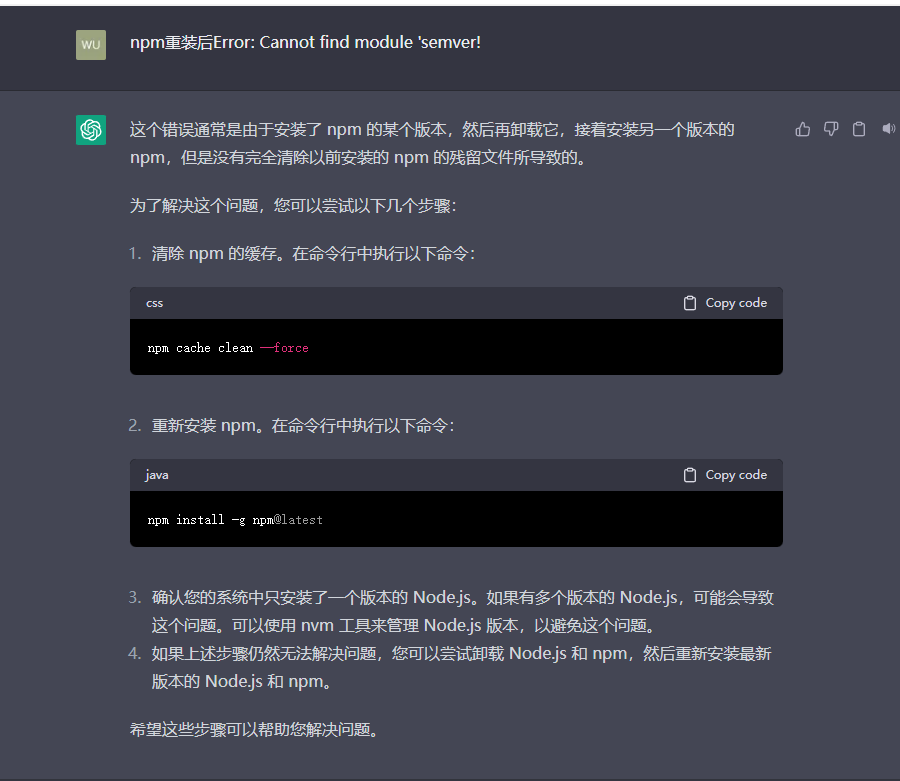 WU
npm重装后Error: Cannot find module 'semver!
这个错误通常是由于安装了 npm 的某个版本，然后再卸载它，接着安装另一个版本的
npm，但是没有完全清除以前安装的 npm 的残留文件所导致的。
为了解决这个问题，您可以尝试以下几个步骤：
1. 清除 npm 的缓存。在命令行中执行以下命令：
css
Copy code
npm cache clean --force
2. 重新安装 npm。在命令行中执行以下命令：
java
Copy code
npm install -g npm@latest
3. 确认您的系统中只安装了一个版本的 Node.js。如果有多个版本的 Node.js，可能会导致
这个问题。可以使用 nvm 工具来管理 Node.js 版本，以避免这个问题。
4. 如果上述步骤仍然无法解决问题，您可以尝试卸载 Node.js 和 npm，然后重新安装最新
版本的 Node.js 和 npm。
希望这些步骤可以帮助您解决问题。